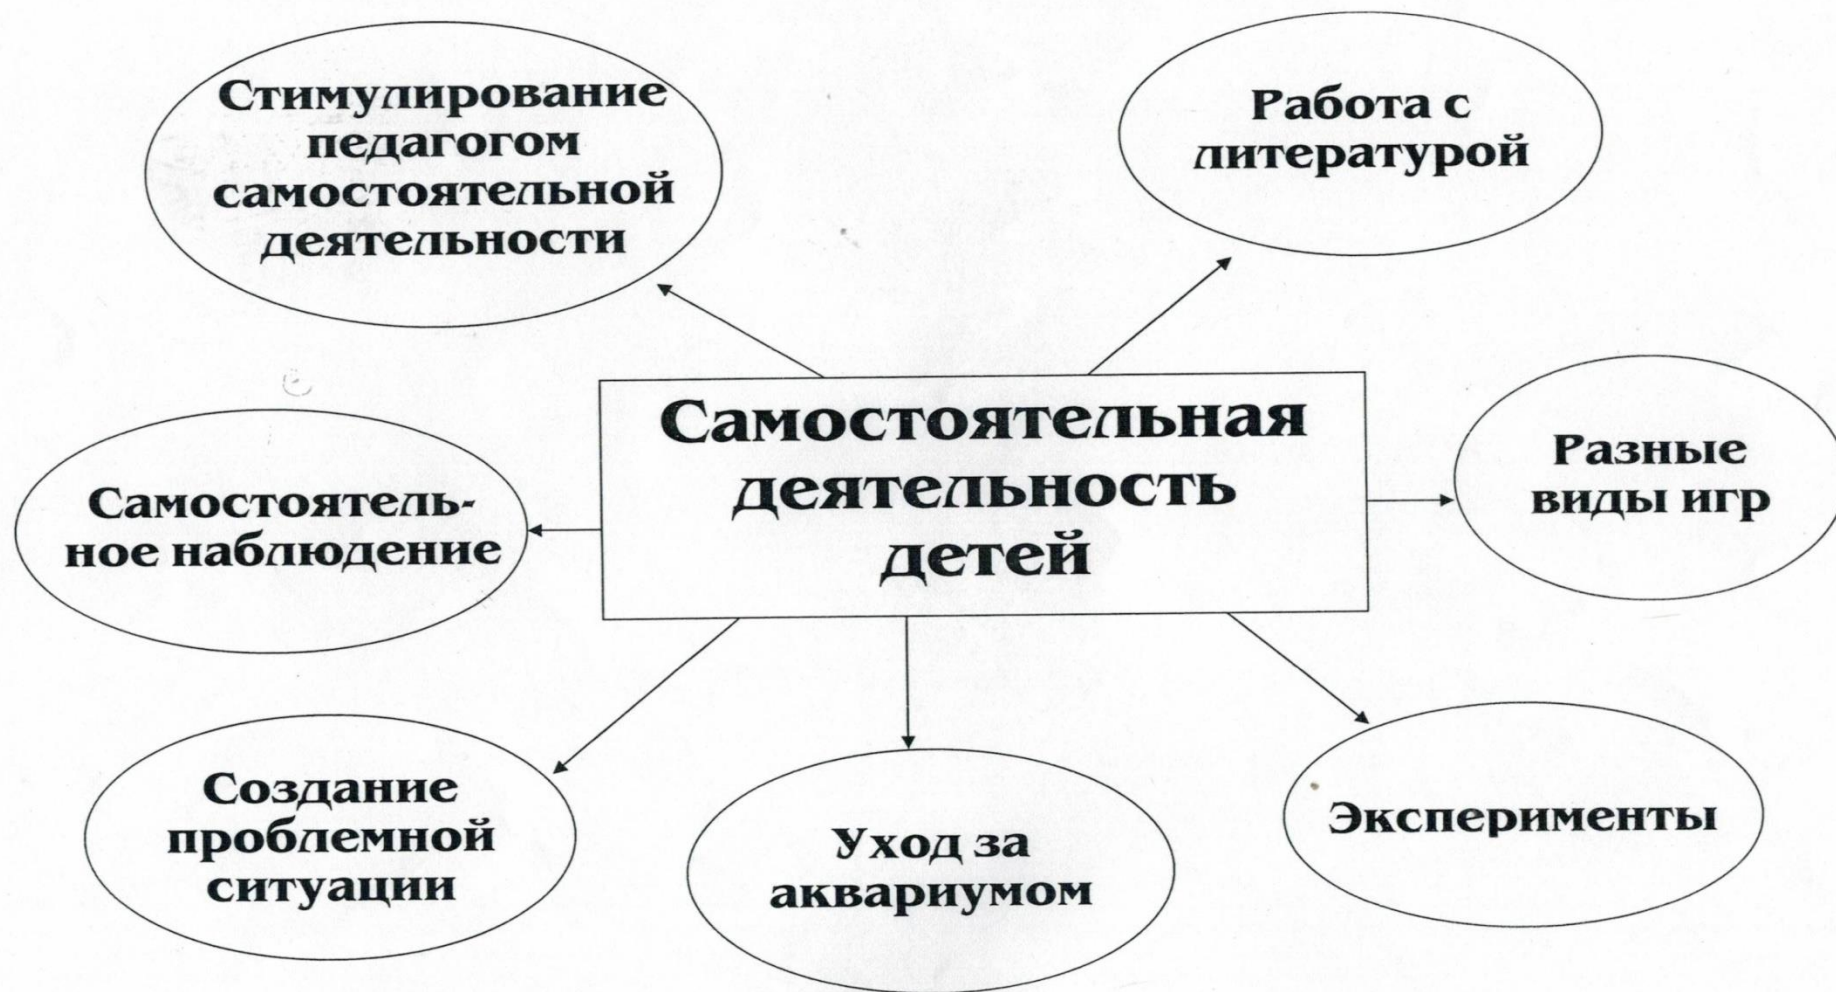 Стимулирование
педагогом
самостоятельной
деятельности
Работа с
литературой
Самостоятельная
деятельность
детей
Разные
виды игр
Самостоятель-
ное наблюдение
Создание
проблемной
ситуации
Уход за
аквариумом
Эксперименты